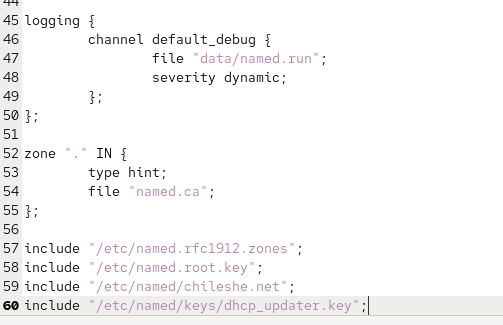 44
45 logging {
46         channel default_debug {
47                 file "data/named.run";
48                 severity dynamic;
49         };
50 };
51
52 zone "." IN {
53         type hint;
54         file "named.ca";
55 };
56
57 include "/etc/named.rfc1912.zones";
58 include "/etc/named.root.key";
59 include "/etc/named/chileshe.net";
60 include "/etc/named/keys/dhcp_updater.key";